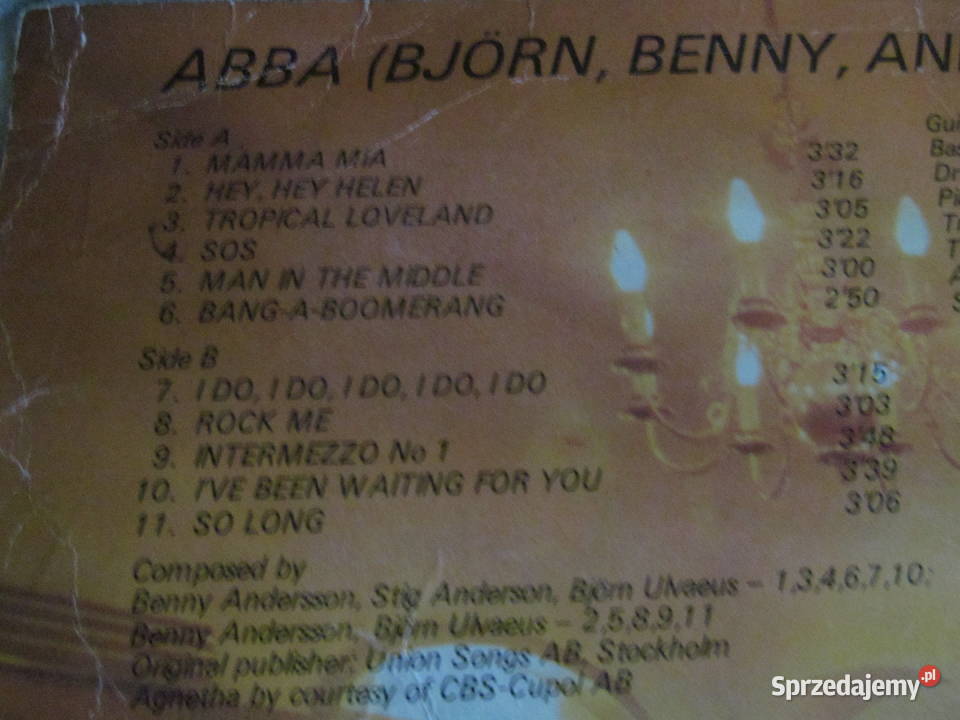 ABBA (BJÖRN, BENNY, AN
Side A
1. MAMMA MIA 3'32
2. HEY, HEY HELEN 3'16
3. TROPICAL LOVELAND 3'05
4. SOS 3'22
5. MAN IN THE MIDDLE 3'00
6. BANG-A-BOOMERANG 2'50
Side B
7. I DO, I DO, I DO, I DO, I DO 3'15
8. ROCK ME 3'03
9. INTERMEZZO No 1 3'48
10. I'VE BEEN WAITING FOR YOU 3'39
11. SO LONG 3'06
Composed by
Benny Andersson, Stig Anderson, Björn Ulvaeus – 1,3,4,6,7,10;
Benny Andersson, Björn Ulvaeus – 2,5,8,9,11
Original publisher: Union Songs AB, Stockholm
Agnetha by courtesy of CBS-Cupol AB
Sprzedajemy.pl